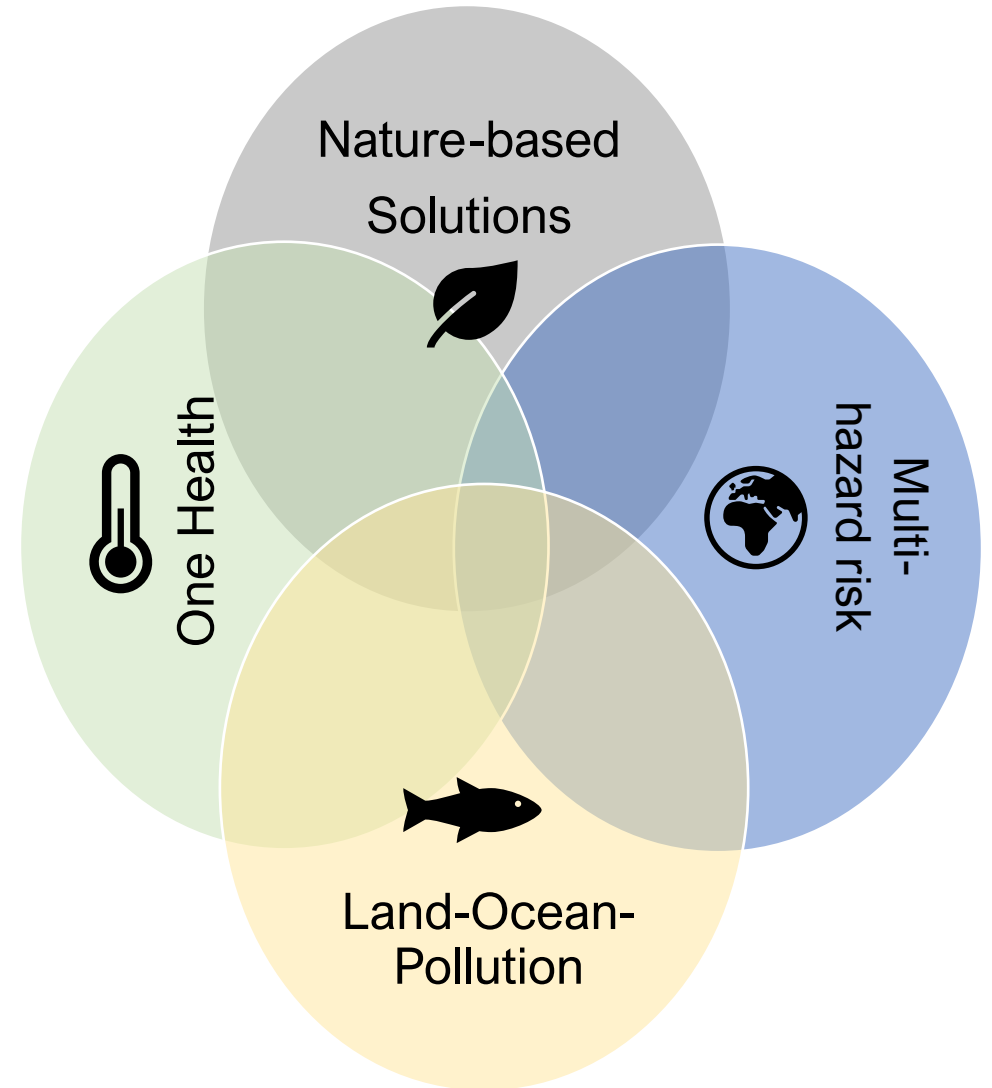 Nature-based
Solutions
One Health
Multi-
hazard risk
Land-Ocean-
Pollution